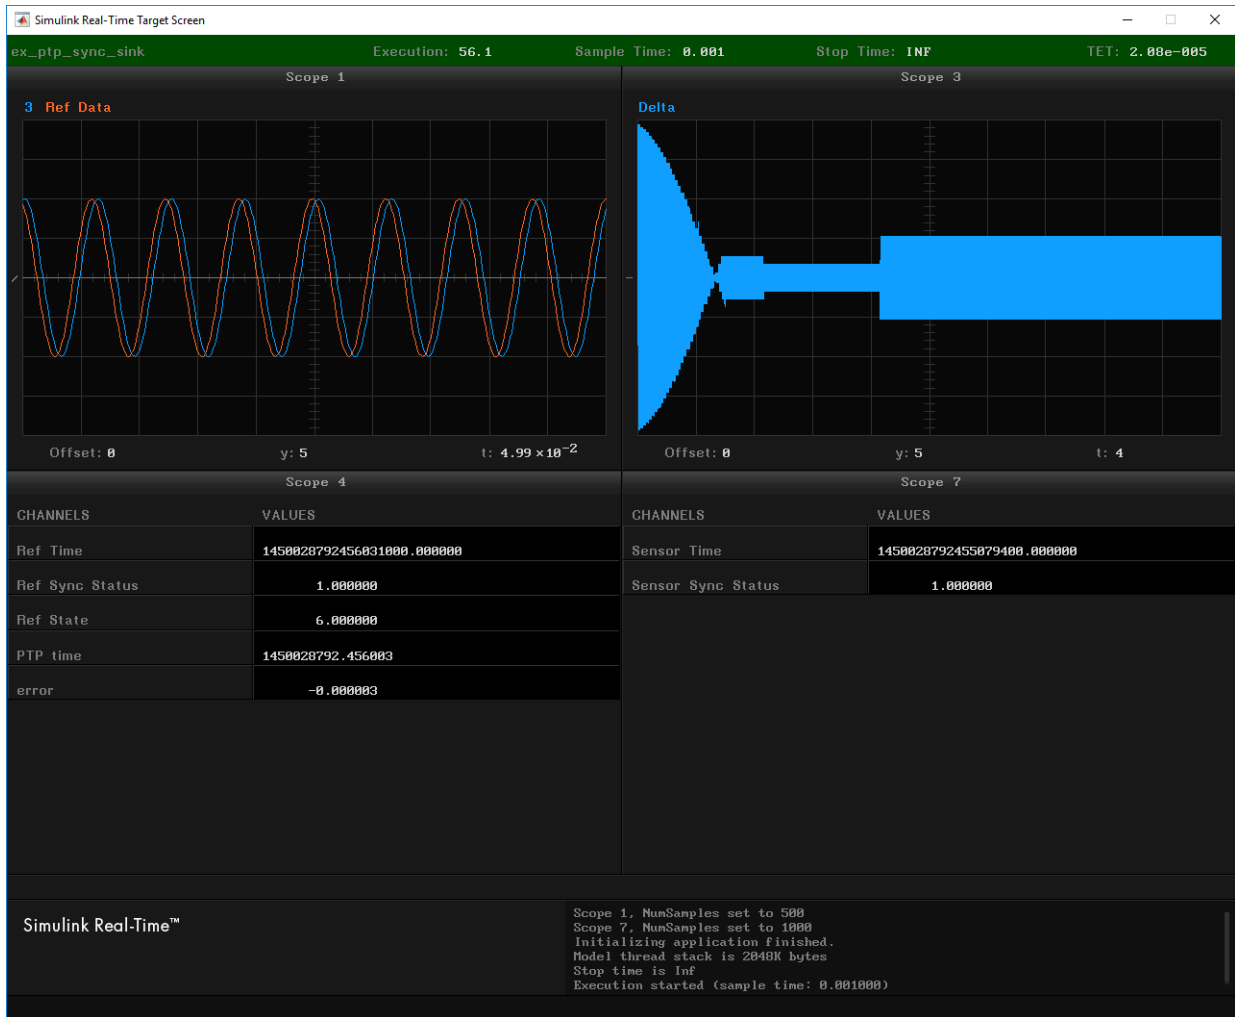 Simulink Real-Time Target Screen
ex_ptp_sync_sink Execution: 56.1 Sample Time: 0.001 Stop Time: INF TET: 2.08e-005
Scope 1
3 Ref Data
Offset: 0 y: 5 t: 4.99×10⁻²
Scope 3
Delta
Offset: 0 y: 5 t: 4
Scope 4
CHANNELS VALUES
Ref Time 1450028792456031000.000000
Ref Sync Status 1.000000
Ref State 6.000000
PTP time 1450028792.456003
error -0.000003
Scope 7
CHANNELS VALUES
Sensor Time 1450028792455079400.000000
Sensor Sync Status 1.000000
Simulink Real-Time™
Scope 1, NumSamples set to 500
Scope 7, NumSamples set to 1000
Initializing application finished.
Model thread stack is 2048K bytes
Stop time is Inf
Execution started (sample time: 0.001000)